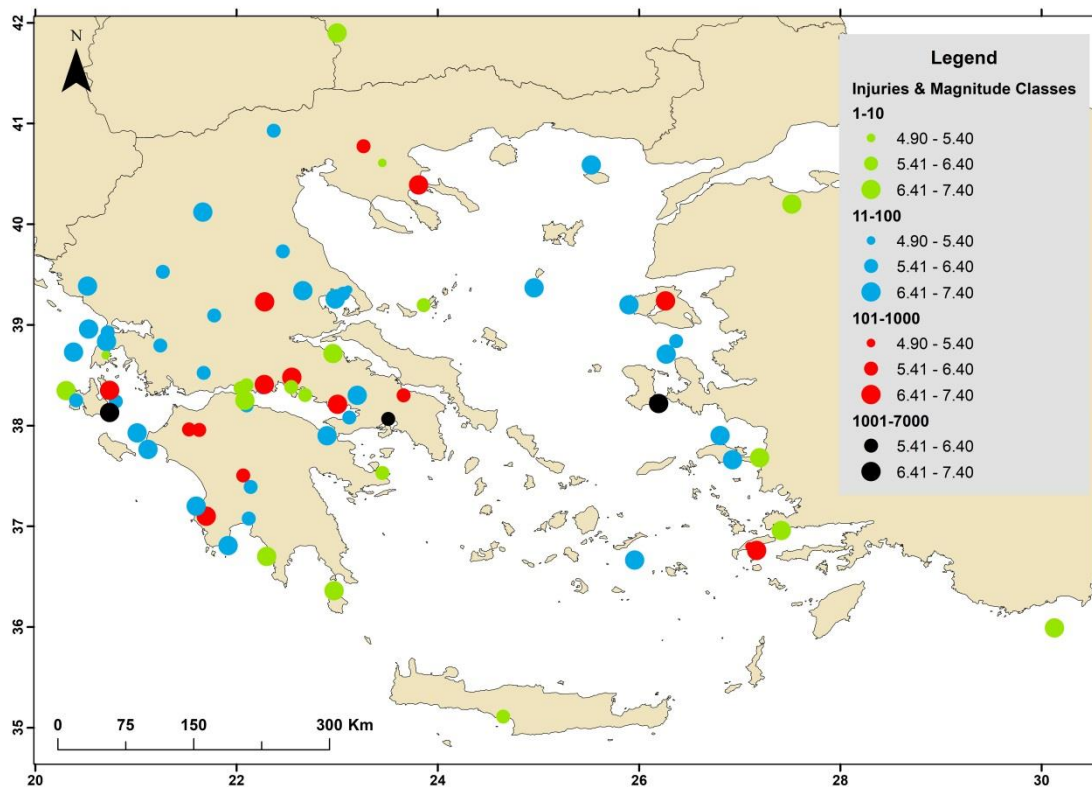 N
Legend
Injuries & Magnitude Classes
1-10
4.90 - 5.40
5.41 - 6.40
6.41 - 7.40
11-100
4.90 - 5.40
5.41 - 6.40
6.41 - 7.40
101-1000
4.90 - 5.40
5.41 - 6.40
6.41 - 7.40
1001-7000
5.41 - 6.40
6.41 - 7.40
42
41
40
39
38
37
36
35
0 75 150 300 Km
20 22 24 26 28 30